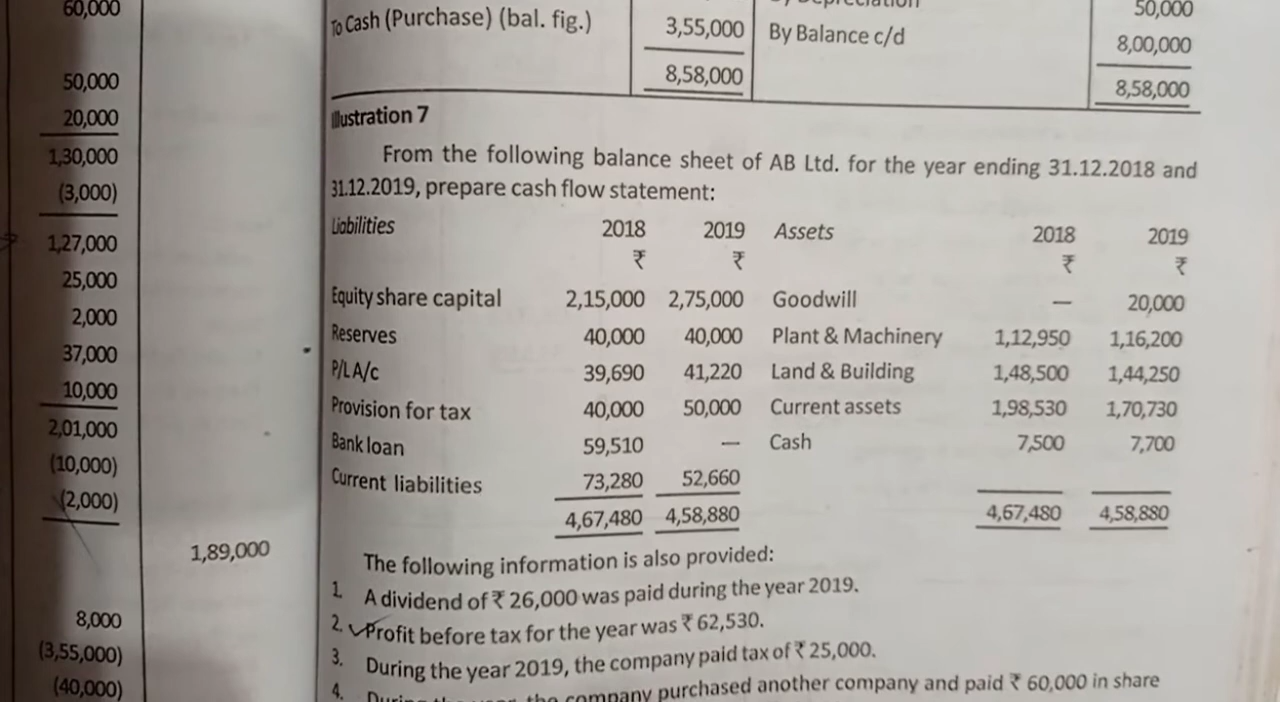 60,000
50,000
20,000
1,30,000
(3,000)
1,27,000
25,000
2,000
37,000
10,000
2,01,000
(10,000)
(2,000)
1,89,000
8,000
(3,55,000)
(40,000)
50,000
To Cash (Purchase) (bal. fig.) 3,55,000 By Balance c/d 8,00,000
8,58,000 8,58,000
Illustration 7
From the following balance sheet of AB Ltd. for the year ending 31.12.2018 and
31.12.2019, prepare cash flow statement:
Liabilities 2018 2019 Assets 2018 2019
₹ ₹ ₹ ₹
Equity share capital 2,15,000 2,75,000 Goodwill — 20,000
Reserves 40,000 40,000 Plant & Machinery 1,12,950 1,16,200
P/L A/c 39,690 41,220 Land & Building 1,48,500 1,44,250
Provision for tax 40,000 50,000 Current assets 1,98,530 1,70,730
Bank loan 59,510 — Cash 7,500 7,700
Current liabilities 73,280 52,660
4,67,480 4,58,880 4,67,480 4,58,880
The following information is also provided:
1. A dividend of ₹ 26,000 was paid during the year 2019.
2. Profit before tax for the year was ₹ 62,530.
3. During the year 2019, the company paid tax of ₹ 25,000.
4. company purchased another company and paid ₹ 60,000 in share